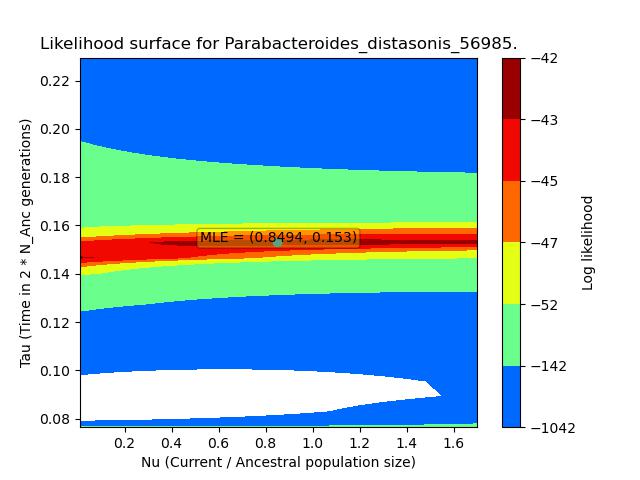 Likelihood surface for Parabacteroides_distasonis_56985.
Tau (Time in 2 * N_Anc generations)
0.22
0.20
0.18
0.16
0.14
0.12
0.10
0.08
MLE = (0.8494, 0.153)
0.2 0.4 0.6 0.8 1.0 1.2 1.4 1.6
Nu (Current / Ancestral population size)
−42
−43
−45
−47
−52
−142
−1042
Log likelihood